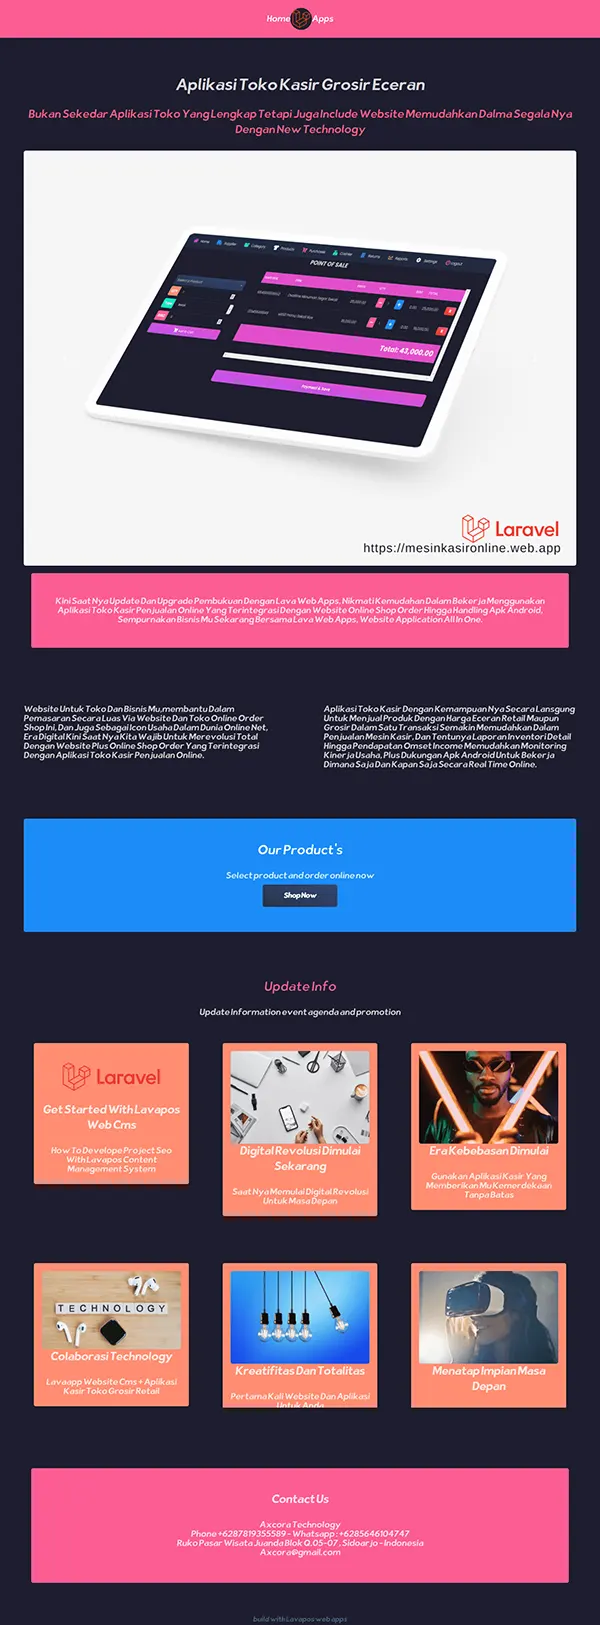 Home Apps
Aplikasi Toko Kasir Grosir Eceran
Bukan Sekedar Aplikasi Toko Yang Lengkap Tetapi Juga Include Website Memudahkan Dalma Segala Nya
Dengan New Technology
Home Supplier Category Products Purchases Cashier Returns Reports Settings Logout
POINT OF SALE
Total: 43,000.00
Payment & Save
Laravel
https://mesinkasironline.web.app
Kini Saat Nya Update Dan Upgrade Pembukuan Dengan Lava Web Apps, Nikmati Kemudahan Dalam Bekerja Menggunakan
Aplikasi Toko Kasir Penjualan Online Yang Terintegrasi Dengan Website Online Shop Order Hingga Handling Apk Android,
Sempurnakan Bisnis Mu Sekarang Bersama Lava Web Apps, Website Application All In One.
Website Untuk Toko Dan Bisnis Mu,membantu Dalam
Pemasaran Secara Luas Via Website Dan Toko Online Order
Shop Ini, Dan Juga Sebagai Icon Usaha Dalam Dunia Online Net,
Era Digital Kini Saat Nya Kita Wajib Untuk Merevolusi Total
Dengan Website Plus Online Shop Order Yang Terintegrasi
Dengan Aplikasi Toko Kasir Penjualan Online.
Aplikasi Toko Kasir Dengan Kemampuan Nya Secara Lansgung
Untuk Menjual Produk Dengan Harga Eceran Retail Maupun
Grosir Dalam Satu Transaksi Semakin Memudahkan Dalam
Penjualan Mesin Kasir, Dan Tentunya Laporan Inventori Detail
Hingga Pendapatan Omset Income Memudahkan Monitoring
Kinerja Usaha, Plus Dukungan Apk Android Untuk Bekerja
Dimana Saja Dan Kapan Saja Secara Real Time Online.
Our Product's
Select product and order online now
Shop Now
Update Info
Update Information event agenda and promotion
Laravel
Get Started With Lavapos
Web Cms
How To Develope Project Seo
With Lavapos Content
Management System
Digital Revolusi Dimulai
Sekarang
Saat Nya Memulai Digital Revolusi
Untuk Masa Depan
Era Kebebasan Dimulai
Gunakan Aplikasi Kasir Yang
Memberikan Mu Kemerdekaan
Tanpa Batas
TECHNOLOGY
Colaborasi Technology
Lavaapp Website Cms + Aplikasi
Kasir Toko Grosir Retail
Kreatifitas Dan Totalitas
Pertama Kali Website Dan Aplikasi
Untuk Anda
Menatap Impian Masa
Depan
Contact Us
Axcora Technology
Phone +6287819355589 - Whatsapp : +6285646104747
Ruko Pasar Wisata Juanda Blok Q.05-07 , Sidoarjo - Indonesia
Axcora@gmail.com
build with Lavapos web apps